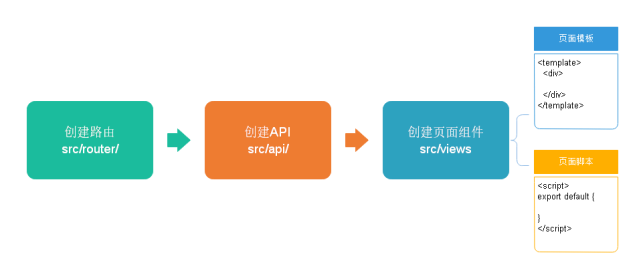 创建路由
src/router/
创建API
src/api/
创建页面组件
src/views
页面模板
<template>
<div>
</div>
</template>
页面脚本
<script>
export default {
}
</script>